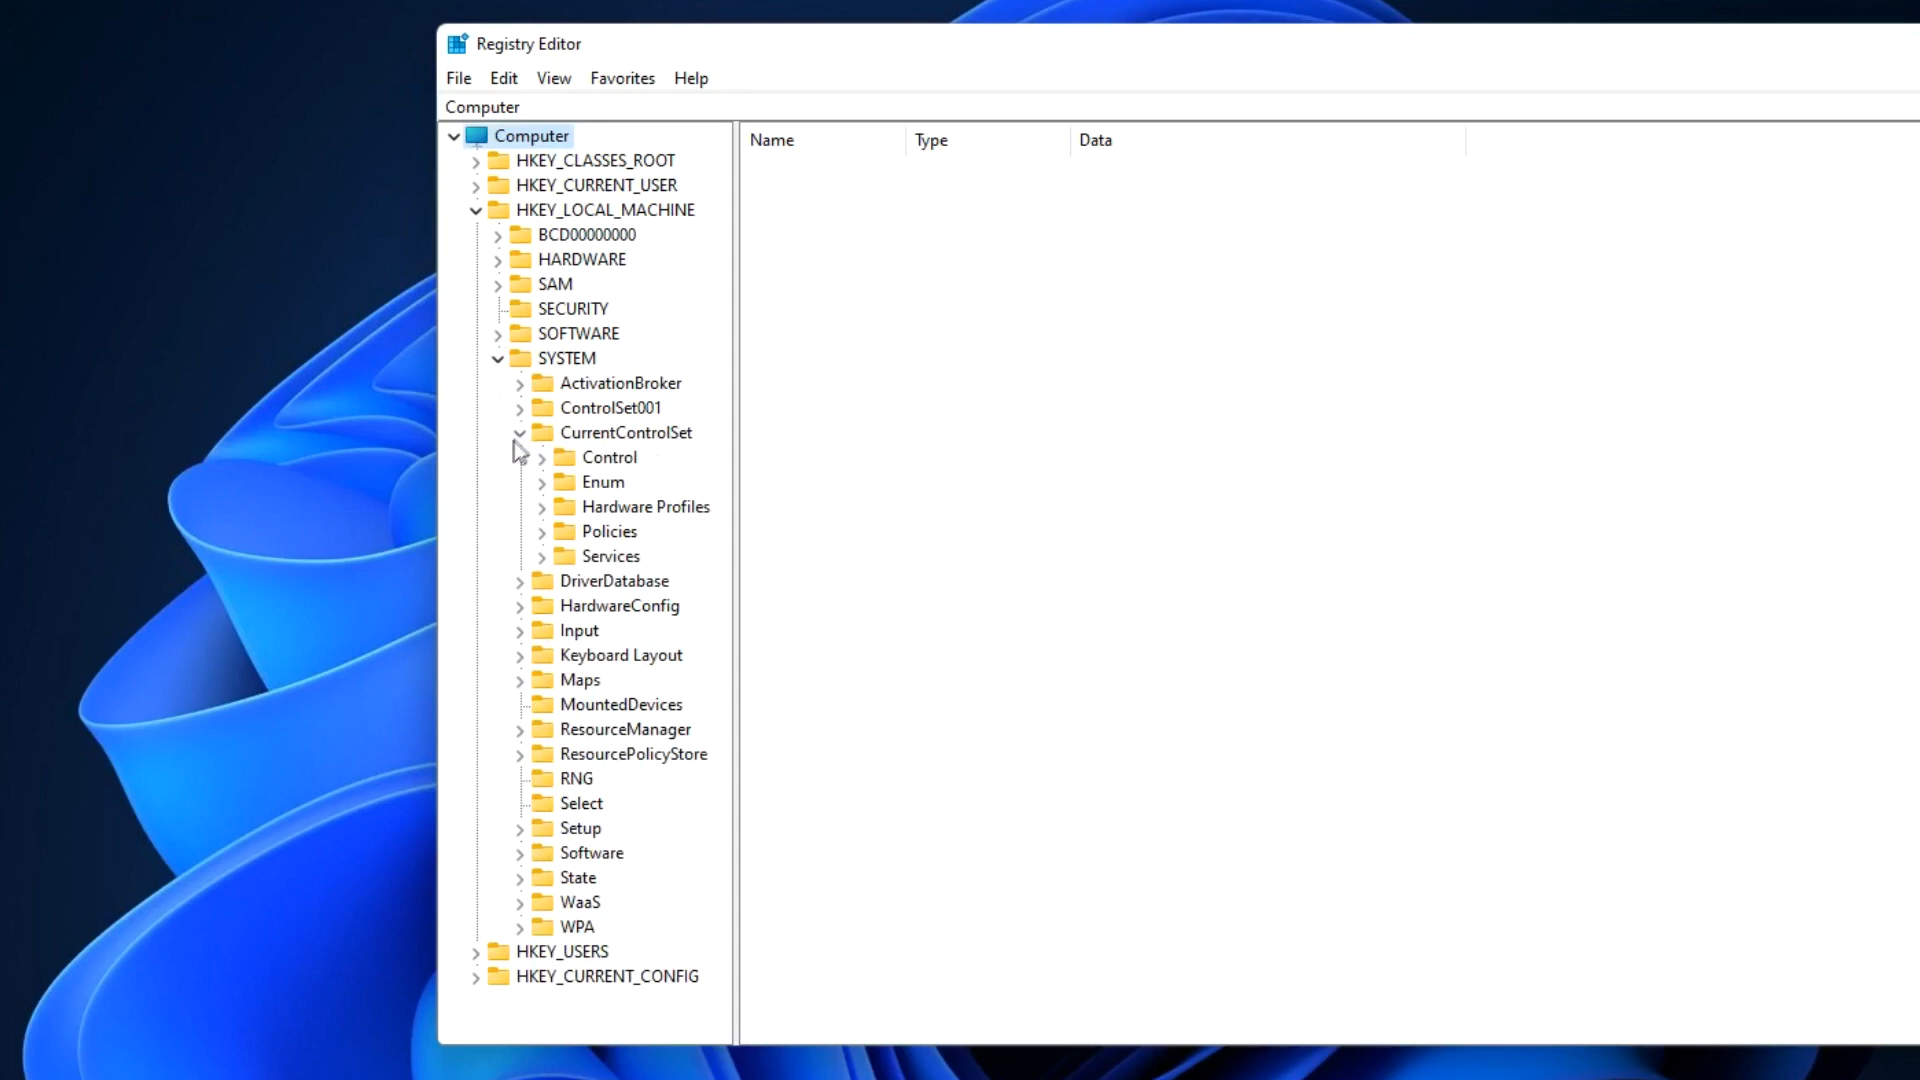 Registry Editor
File Edit View Favorites Help
Computer
Computer
HKEY_CLASSES_ROOT
HKEY_CURRENT_USER
HKEY_LOCAL_MACHINE
BCD00000000
HARDWARE
SAM
SECURITY
SOFTWARE
SYSTEM
ActivationBroker
ControlSet001
CurrentControlSet
Control
Enum
Hardware Profiles
Policies
Services
DriverDatabase
HardwareConfig
Input
Keyboard Layout
Maps
MountedDevices
ResourceManager
ResourcePolicyStore
RNG
Select
Setup
Software
State
WaaS
WPA
HKEY_USERS
HKEY_CURRENT_CONFIG
Name Type Data